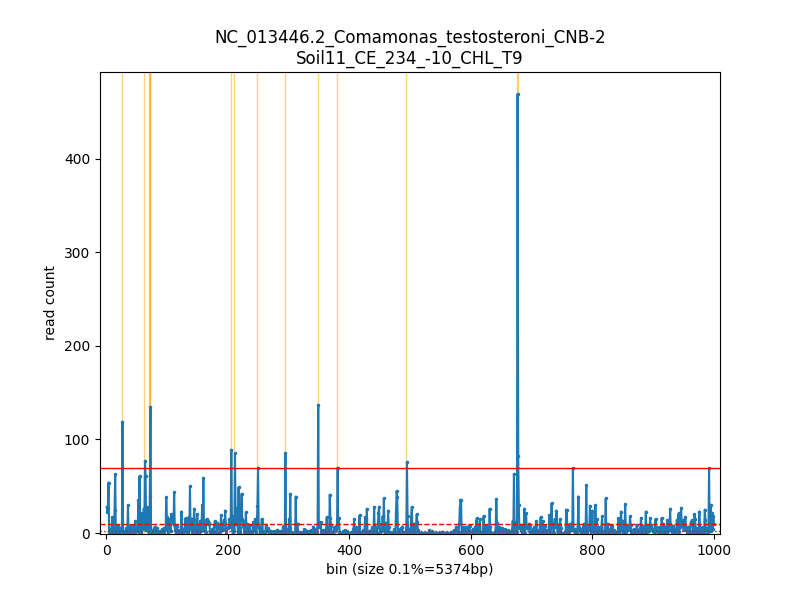 NC_013446.2_Comamonas_testosteroni_CNB-2
Soil11_CE_234_-10_CHL_T9
400
300
200
100
0
read count
0 200 400 600 800 1000
bin (size 0.1%=5374bp)